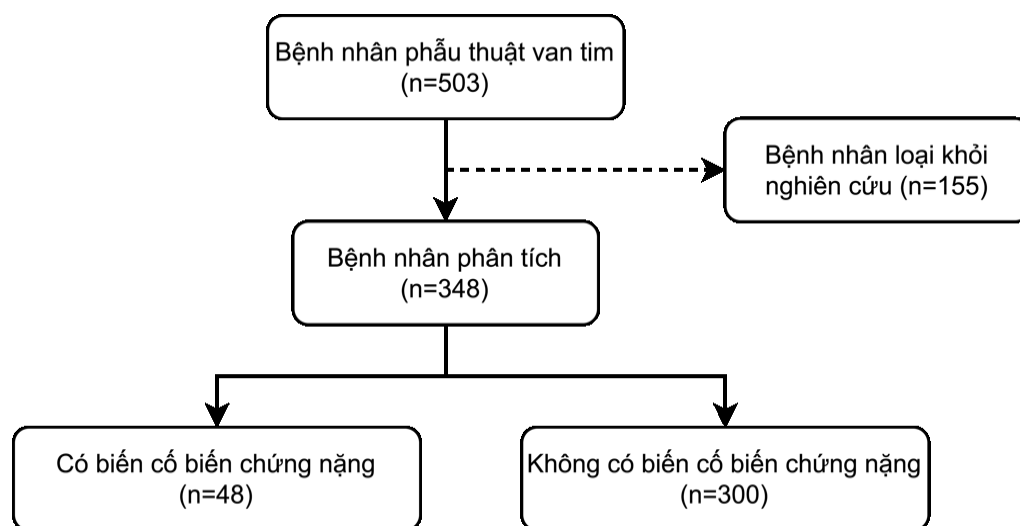 Bệnh nhân phẫu thuật van tim
(n=503)
Bệnh nhân loại khỏi
nghiên cứu (n=155)
Bệnh nhân phân tích
(n=348)
Có biến cố biến chứng nặng
(n=48)
Không có biến cố biến chứng nặng
(n=300)